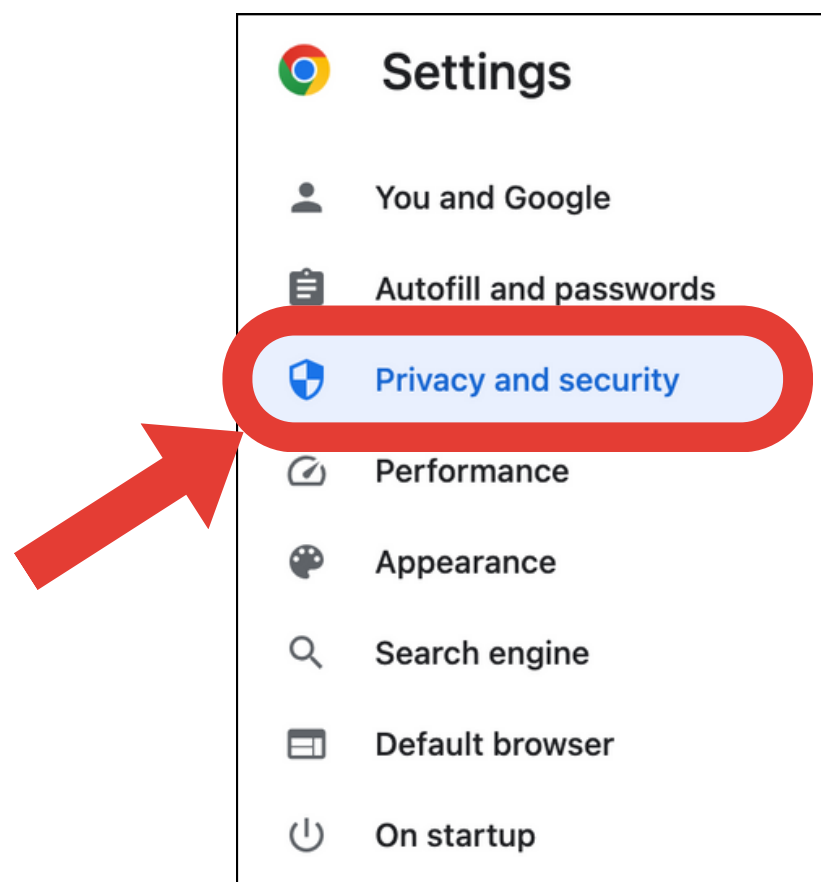 Settings
You and Google
Autofill and passwords
Privacy and security
Performance
Appearance
Search engine
Default browser
On startup